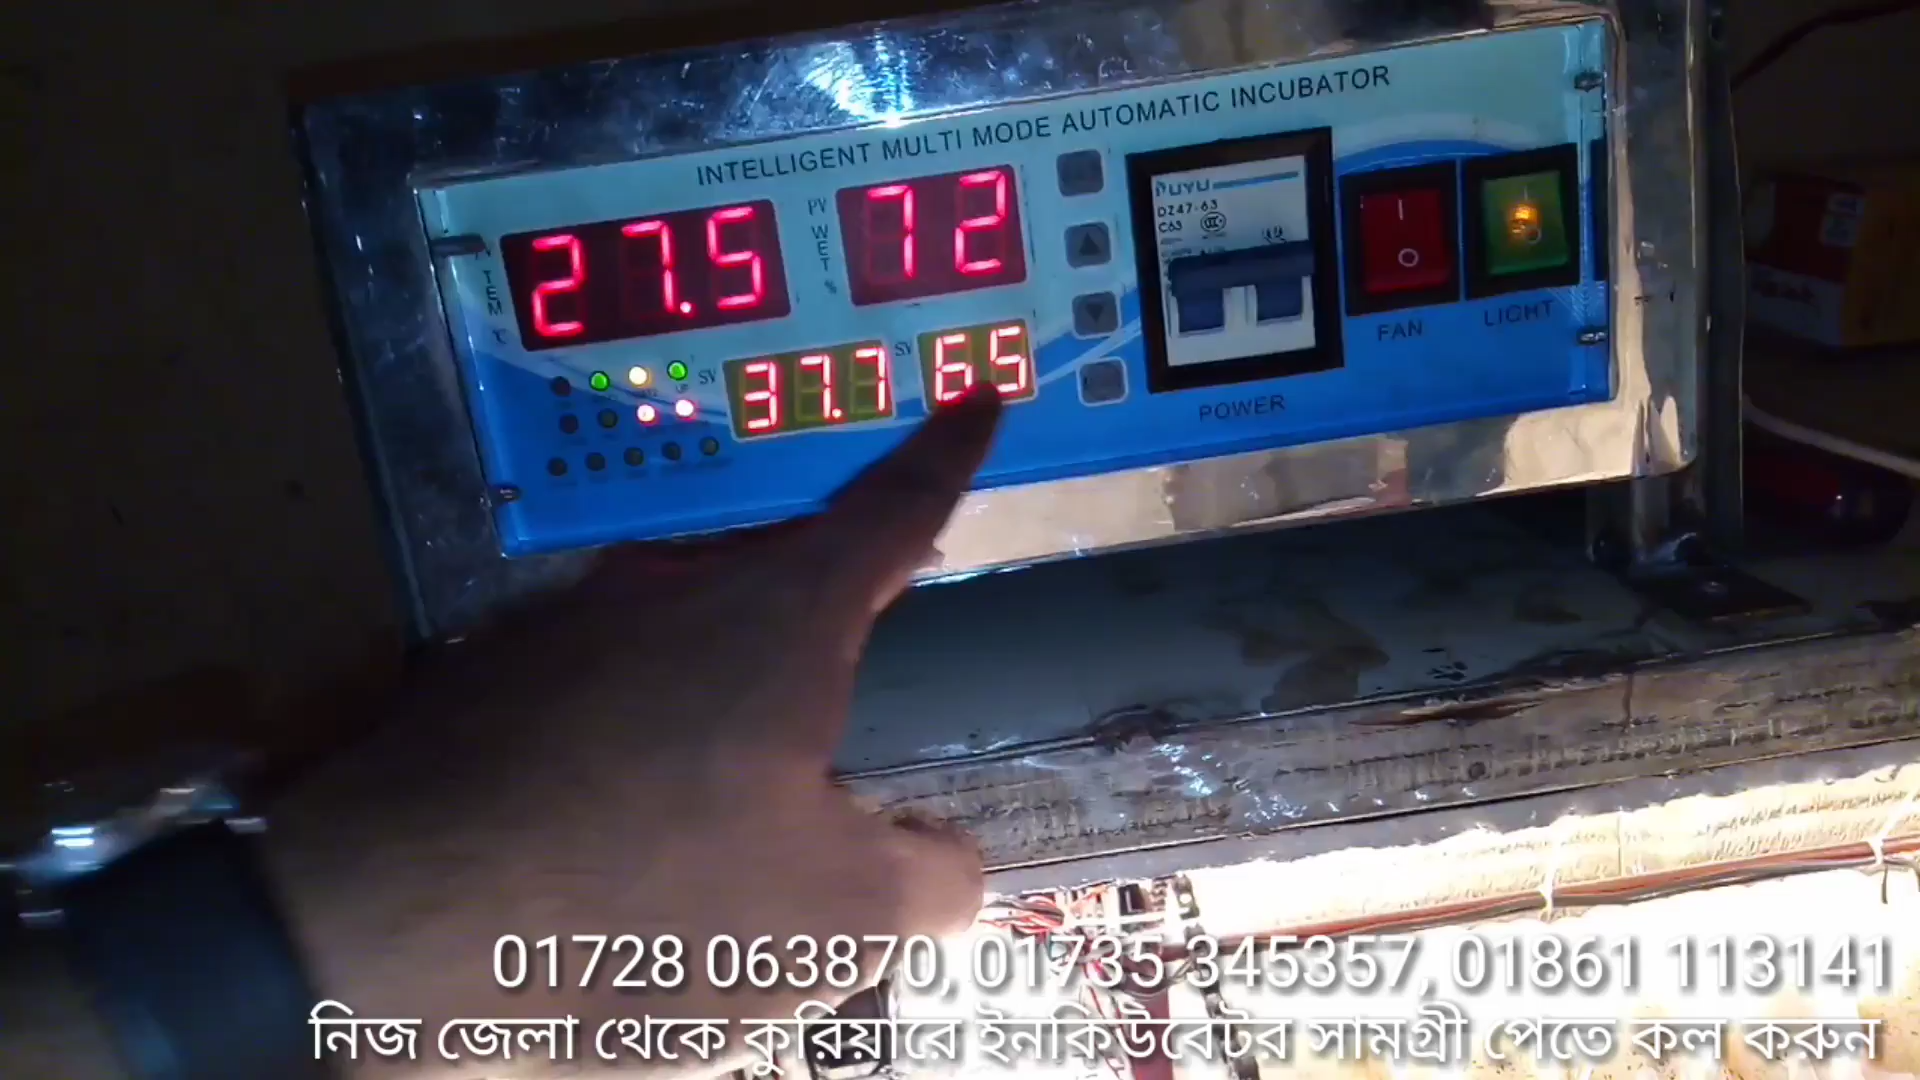 INTELLIGENT MULTI MODE AUTOMATIC INCUBATOR
27.5
PV WET %
72
TEM ℃
SV 37.7
SV 65
DZ47-63
C63
POWER
FAN
LIGHT
UP
01728 063870, 01735 345357, 01861 113141
নিজ জেলা থেকে কুরিয়ারে ইনকিউবেটর সামগ্রী পেতে কল করুন